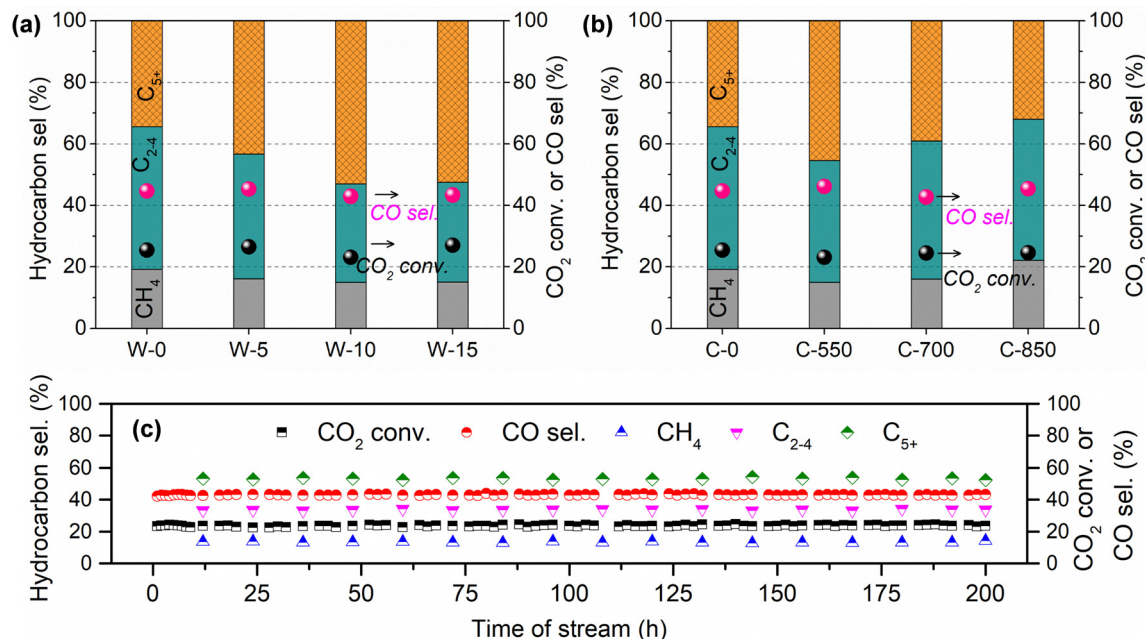 (a)
Hydrocarbon sel (%)
100
80
60
40
20
0
C5+
C2-4
CH4
CO sel.
CO2 conv.
W-0 W-5 W-10 W-15
100
80
60
40
20
0
CO2 conv. or CO sel (%)
(b)
Hydrocarbon sel (%)
100
80
60
40
20
0
C5+
C2-4
CH4
CO sel.
CO2 conv.
C-0 C-550 C-700 C-850
100
80
60
40
20
0
CO2 conv. or CO sel (%)
(c)
Hydrocarbon sel. (%)
100
80
60
40
20
0
CO2 conv. CO sel. CH4 C2-4 C5+
0 25 50 75 100 125 150 175 200
Time of stream (h)
100
80
60
40
20
0
CO2 conv. or
CO sel. (%)